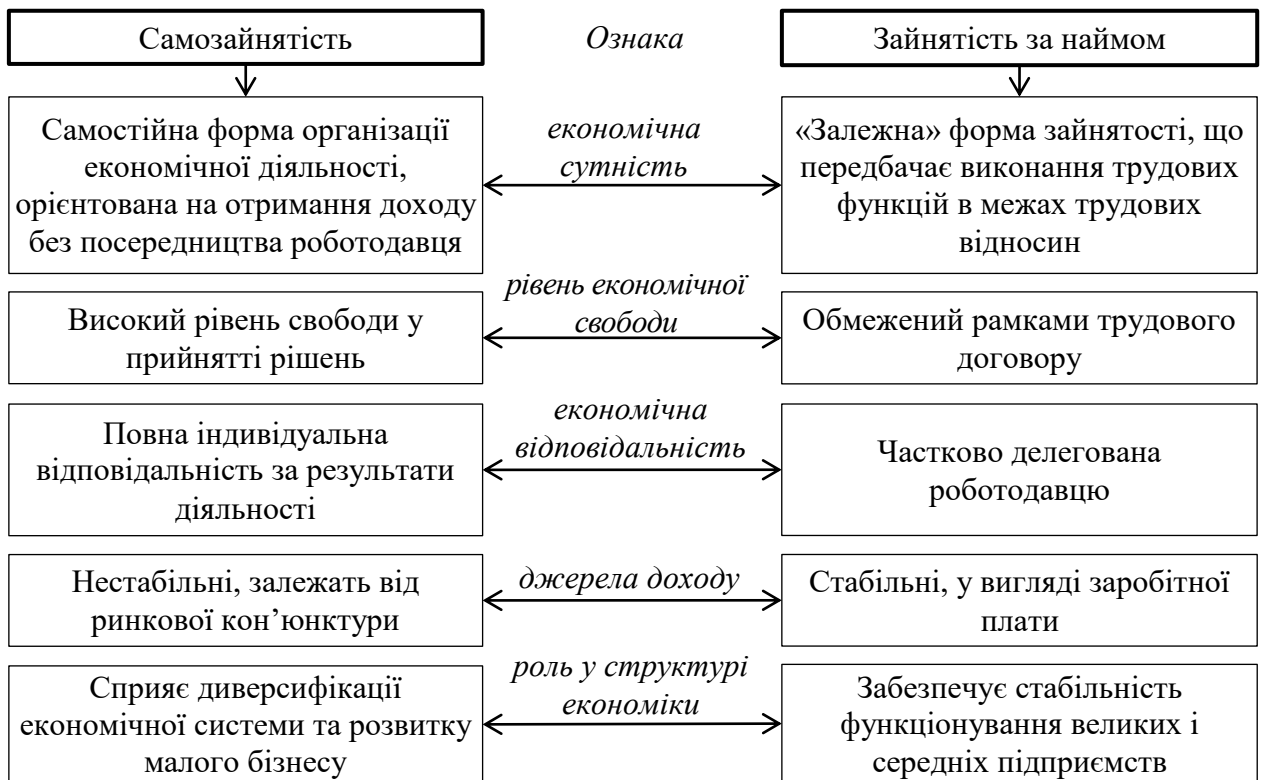 Самозайнятість
Ознака
Зайнятість за наймом
Самостійна форма організації
економічної діяльності,
орієнтована на отримання доходу
без посередництва роботодавця
економічна
сутність
«Залежна» форма зайнятості, що
передбачає виконання трудових
функцій в межах трудових
відносин
Високий рівень свободи у
прийнятті рішень
рівень економічної
свободи
Обмежений рамками трудового
договору
Повна індивідуальна
відповідальність за результати
діяльності
економічна
відповідальність
Частково делегована
роботодавцю
Нестабільні, залежать від
ринкової кон’юнктури
джерела доходу
Стабільні, у вигляді заробітної
плати
Сприяє диверсифікації
економічної системи та розвитку
малого бізнесу
роль у структурі
економіки
Забезпечує стабільність
функціонування великих і
середніх підприємств